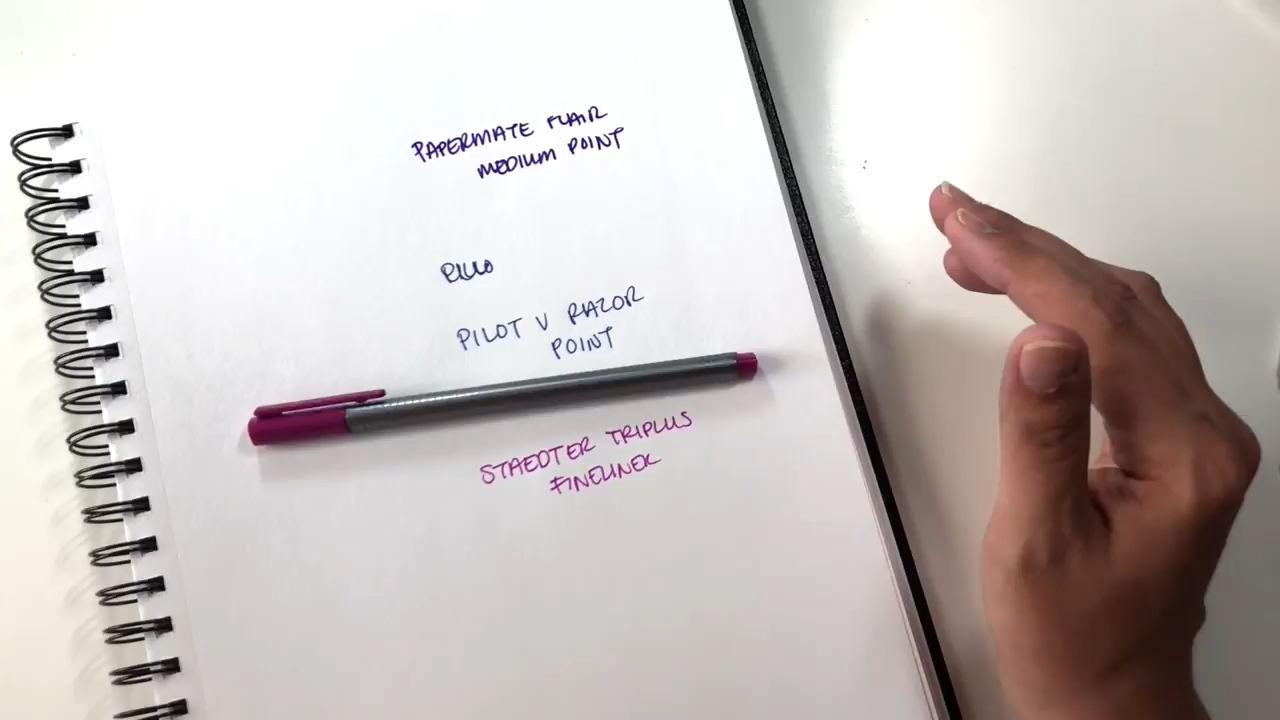 PAPERMATE FLAIR
MEDIUM POINT
PILOT V RAZOR
POINT
STAEDTER TRIPLUS
FINELINER